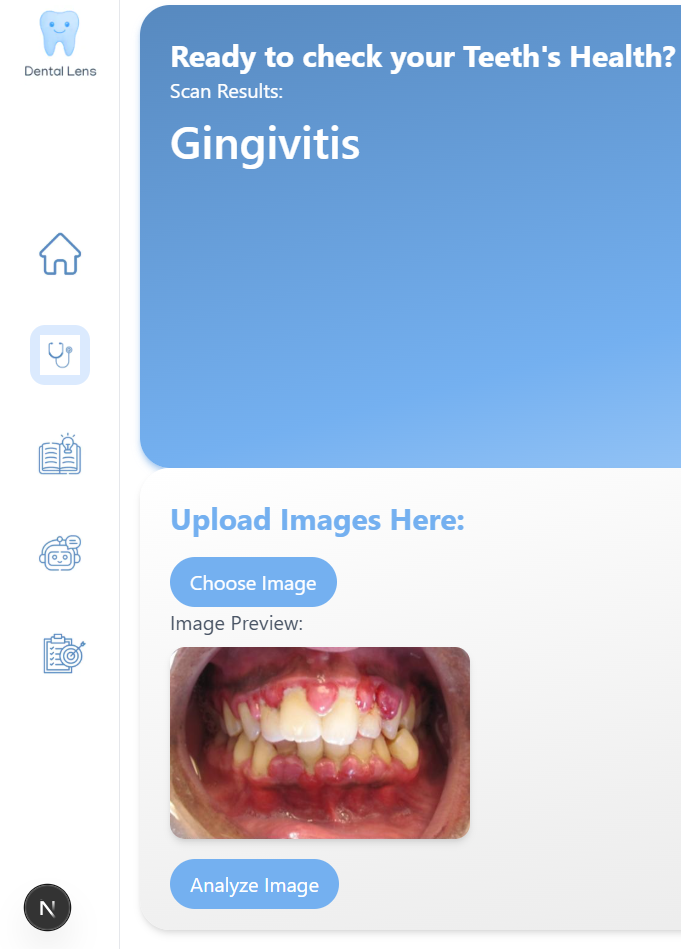 Dental Lens
Ready to check your Teeth's Health?
Scan Results:
Gingivitis
Upload Images Here:
Choose Image
Image Preview:
Analyze Image
N